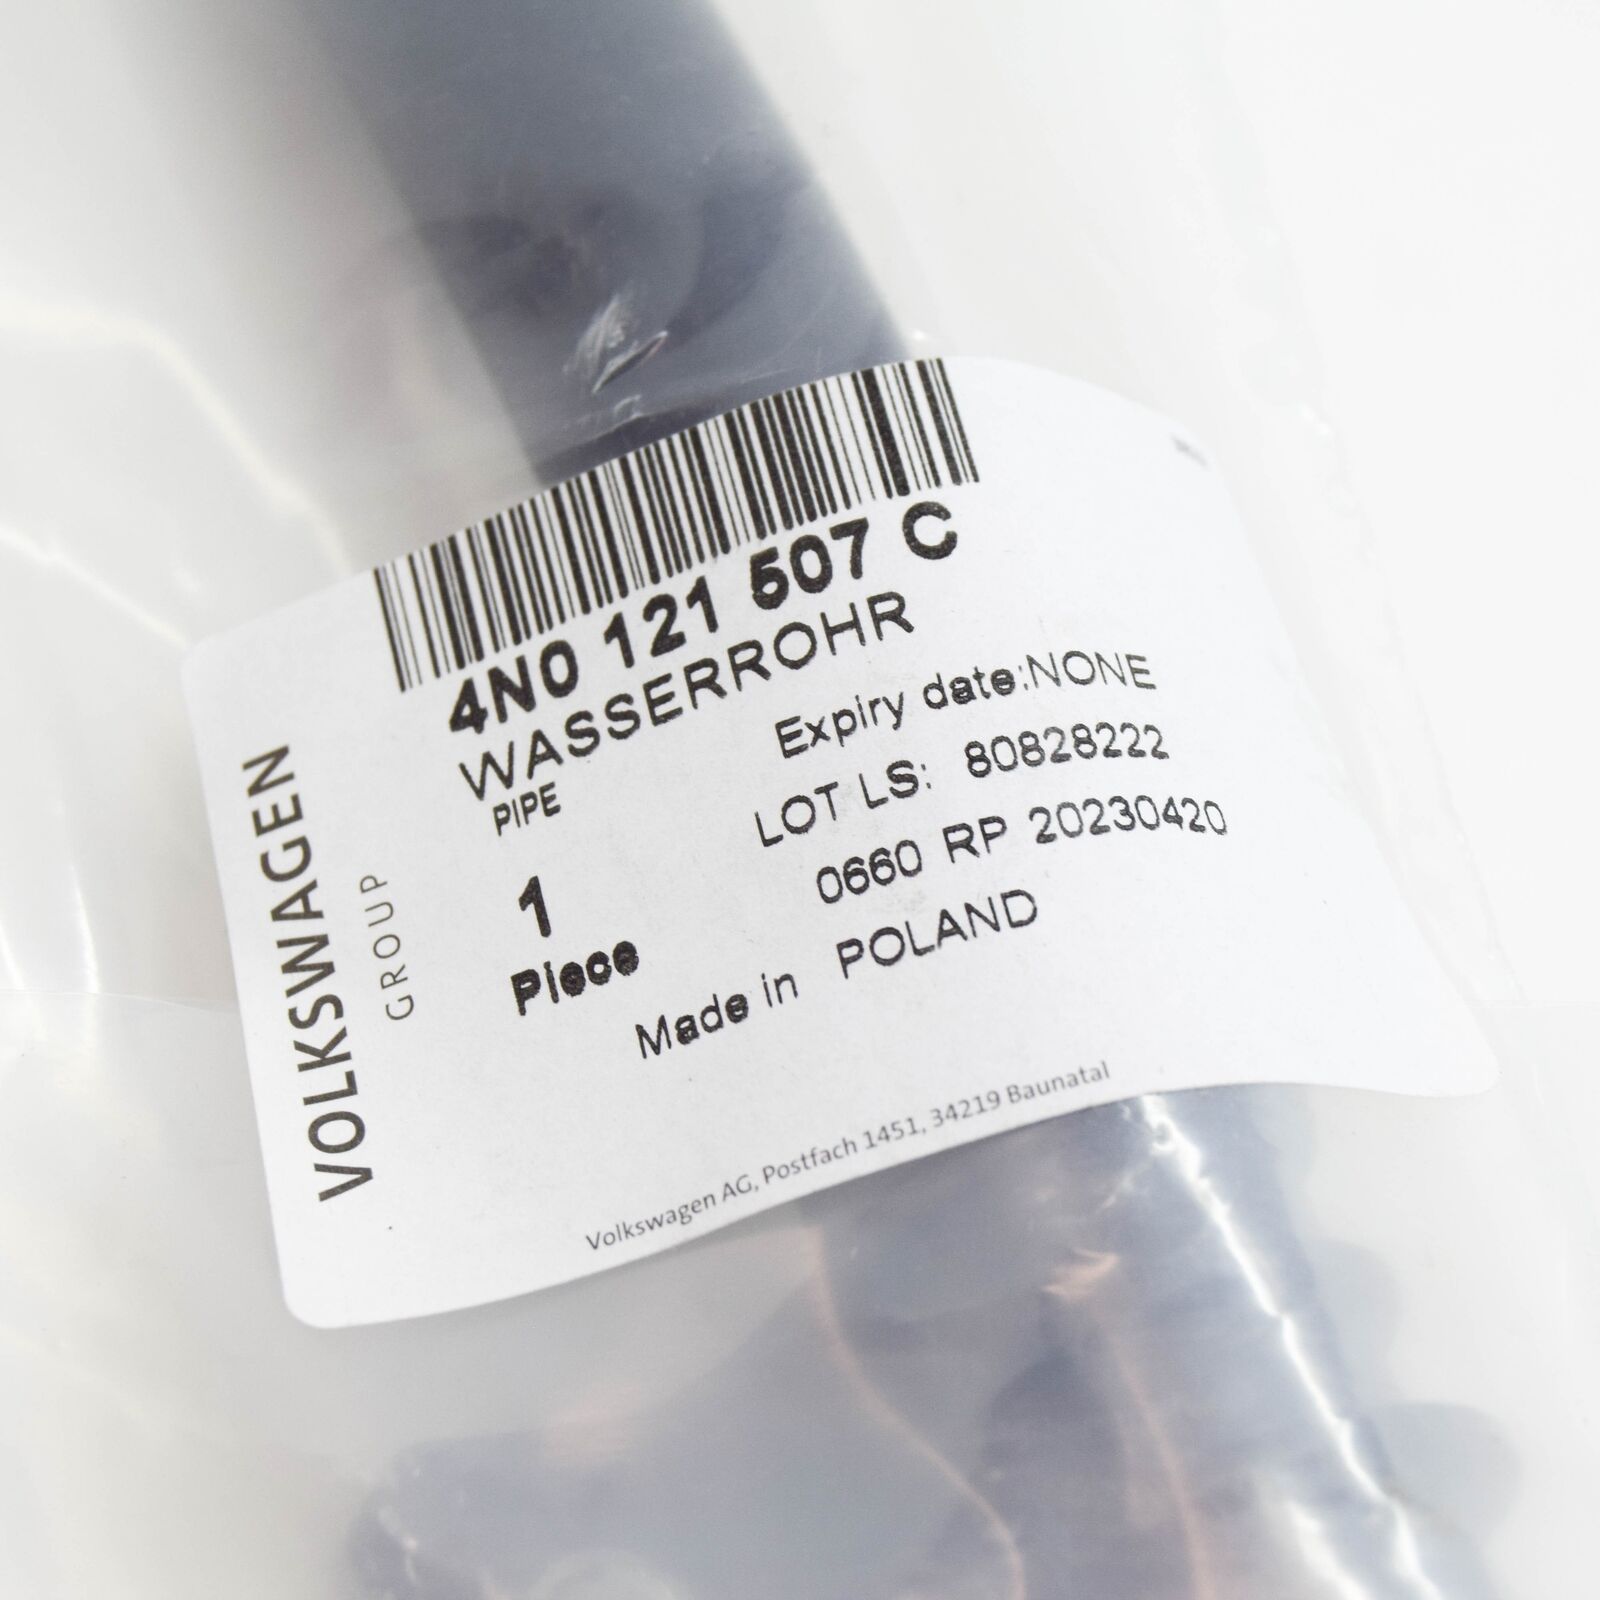 4N0 121 507 C
WASSERROHR
PIPE
Expiry date:NONE
LOT LS: 80828222
0660 RP 20230420
1
Piece
Made in POLAND
VOLKSWAGEN
GROUP
Volkswagen AG, Postfach 1451, 34219 Baunatal